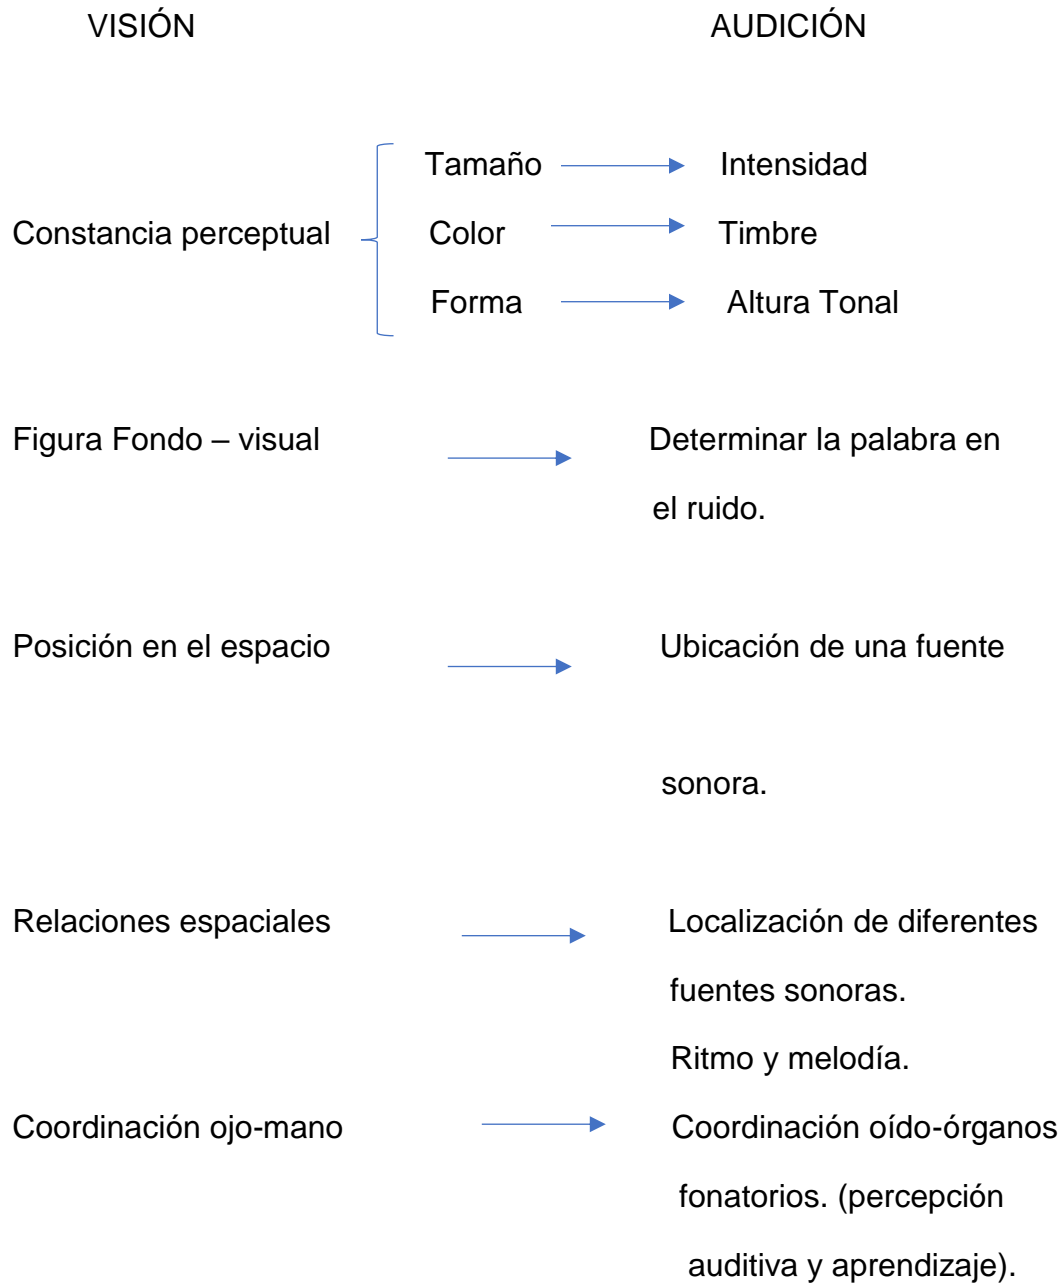 VISIÓN AUDICIÓN
Tamaño Intensidad
Constancia perceptual Color Timbre
Forma Altura Tonal
Figura Fondo – visual Determinar la palabra en
el ruido.
Posición en el espacio Ubicación de una fuente
sonora.
Relaciones espaciales Localización de diferentes
fuentes sonoras.
Ritmo y melodía.
Coordinación ojo-mano Coordinación oído-órganos
fonatorios. (percepción
auditiva y aprendizaje).